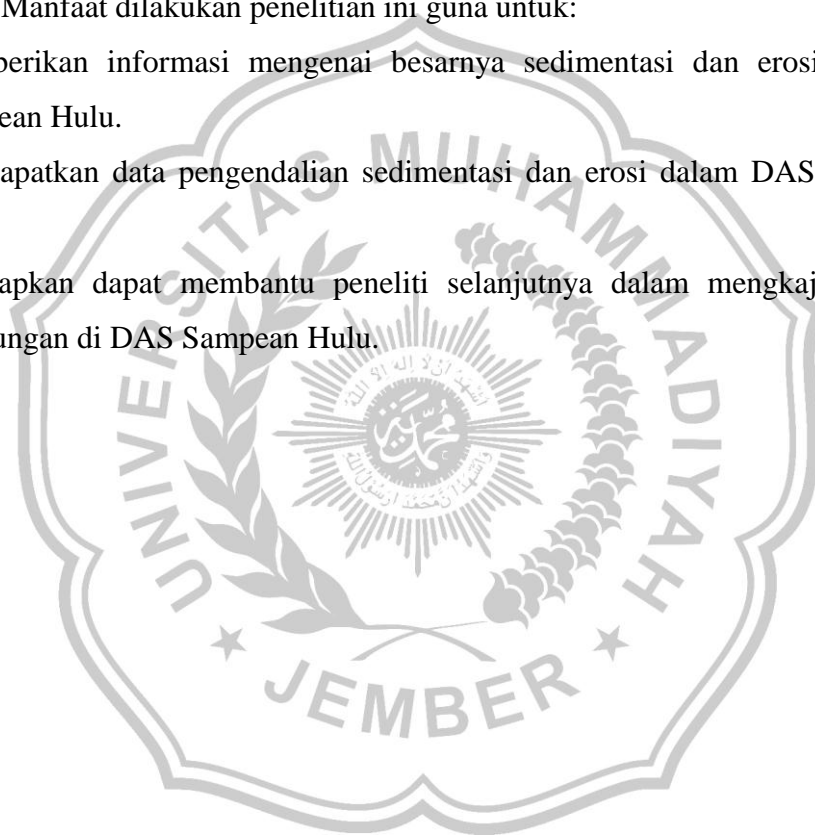 Manfaat dilakukan penelitian ini guna untuk:
berikan informasi mengenai besarnya sedimentasi dan erosi
ean Hulu.
apatkan data pengendalian sedimentasi dan erosi dalam DAS
apkan dapat membantu peneliti selanjutnya dalam mengkaj
ungan di DAS Sampean Hulu.
UNIVERSITAS MUHAMMADIYAH
JEMBER